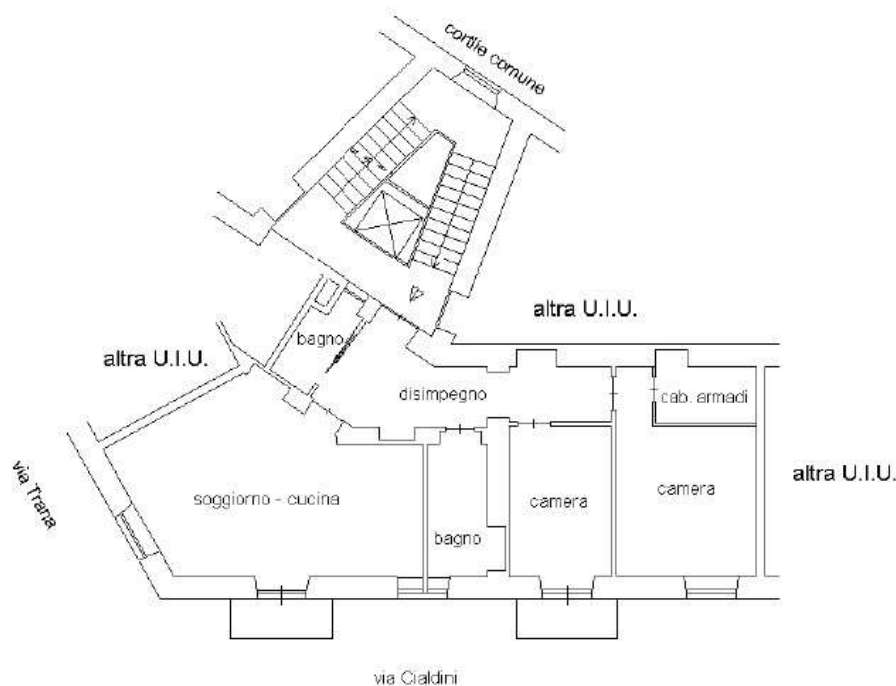 cortile comune
altra U.I.U.
bagno
altra U.I.U.
disimpegno
cab. armadi
via Trana
soggiorno - cucina
camera
camera
altra U.I.U.
bagno
via Cialdini